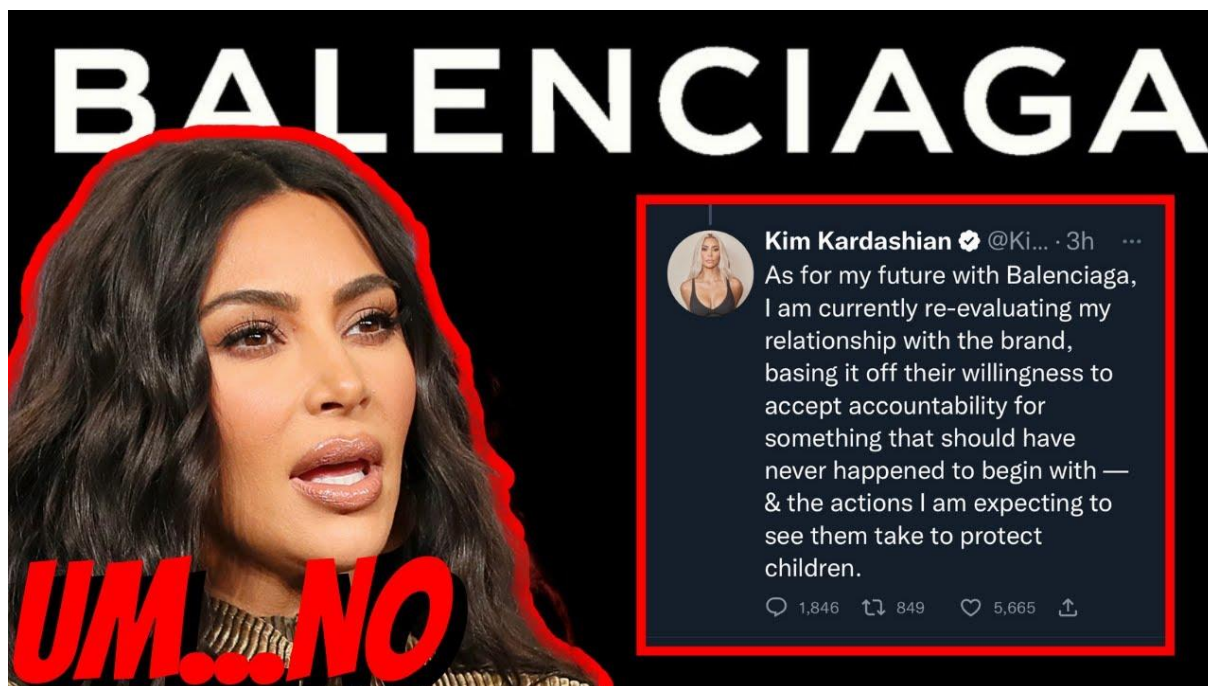 BALENCIAGA
Kim Kardashian @Ki... · 3h ...
As for my future with Balenciaga,
I am currently re-evaluating my
relationship with the brand,
basing it off their willingness to
accept accountability for
something that should have
never happened to begin with —
& the actions I am expecting to
see them take to protect
children.
1,846 849 5,665
UM...NO